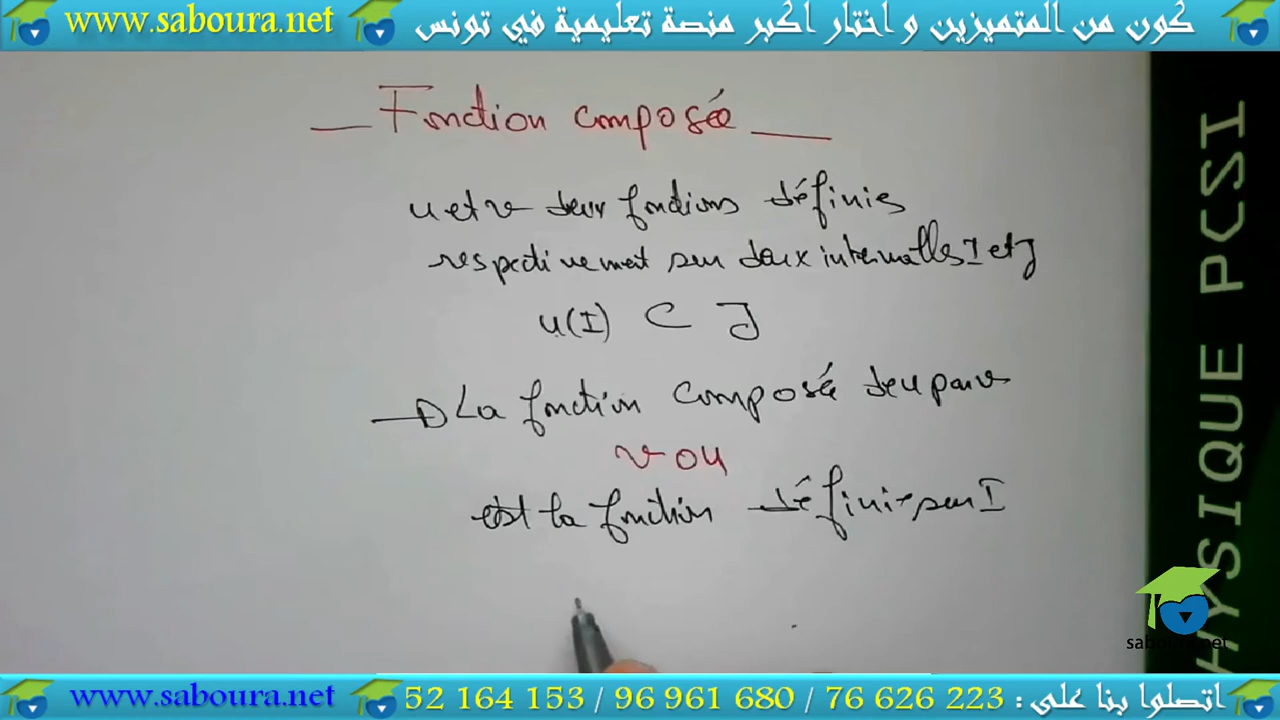 www.saboura.net
كون من المتميزين و اختار اكبر منصة تعليمية في تونس
Fonction composée
u et v deux fonctions définies
respectivement sur deux intervalles I et J
u(I) ⊂ J
La fonction composée de u par v
v o u
est la fonction définie sur I
PHYSIQUE PCSI
saboura.net
www.saboura.net
52 164 153 / 96 961 680 / 76 626 223 : اتصلوا بنا على